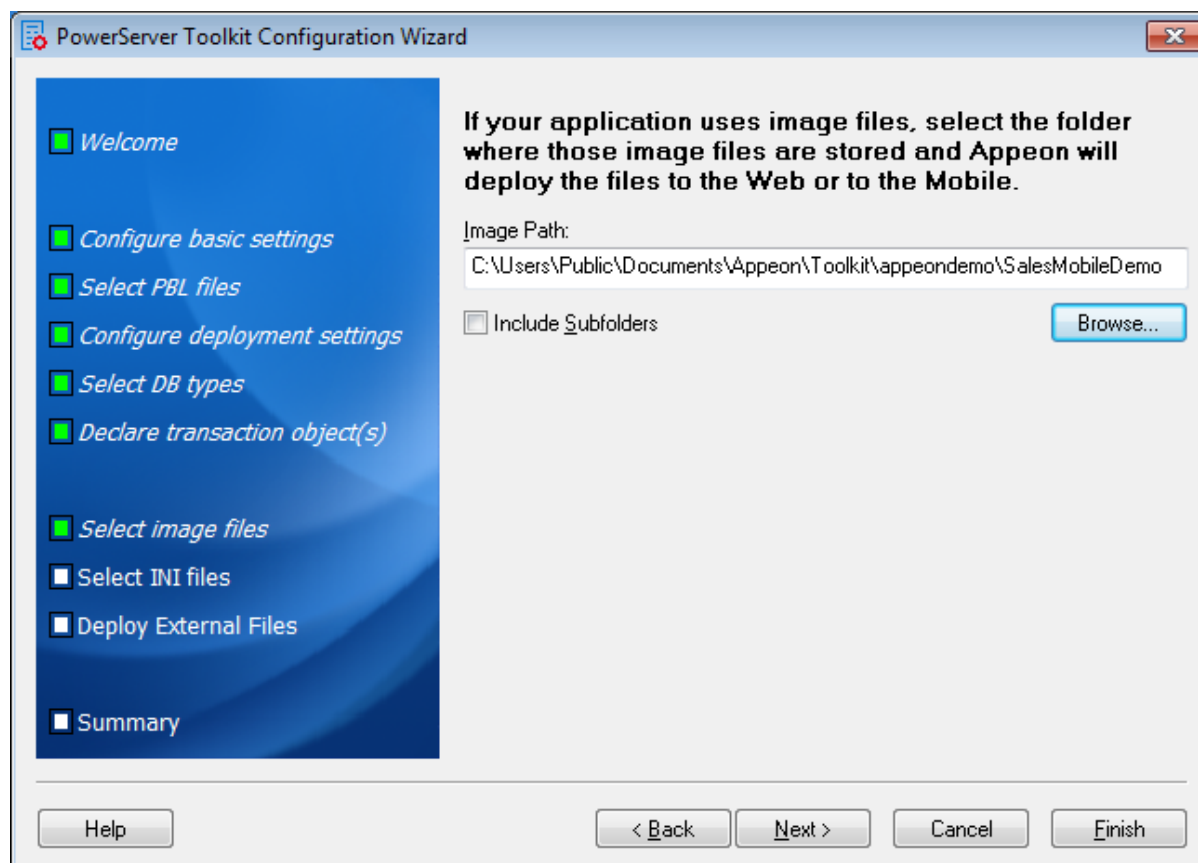 PowerServer Toolkit Configuration Wizard
Welcome
Configure basic settings
Select PBL files
Configure deployment settings
Select DB types
Declare transaction object(s)
Select image files
Select INI files
Deploy External Files
Summary
If your application uses image files, select the folder
where those image files are stored and Appeon will
deploy the files to the Web or to the Mobile.
Image Path:
C:\Users\Public\Documents\Appeon\Toolkit\appeondemo\SalesMobileDemo
Include Subfolders
Browse...
Help
< Back
Next >
Cancel
Finish